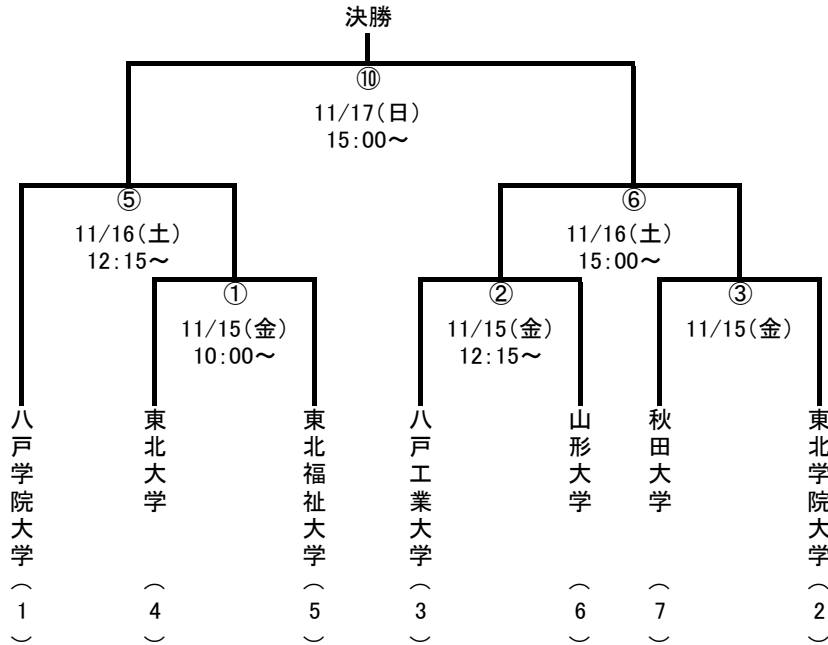 決勝
⑩
11/17(日)
15:00～
⑤
11/16(土)
12:15～
⑥
11/16(土)
15:00～
①
11/15(金)
10:00～
②
11/15(金)
12:15～
③
11/15(金)
八戸学院大学（1）
東北大学（4）
東北福祉大学（5）
八戸工業大学（3）
山形大学（6）
秋田大学（7）
東北学院大学（2）